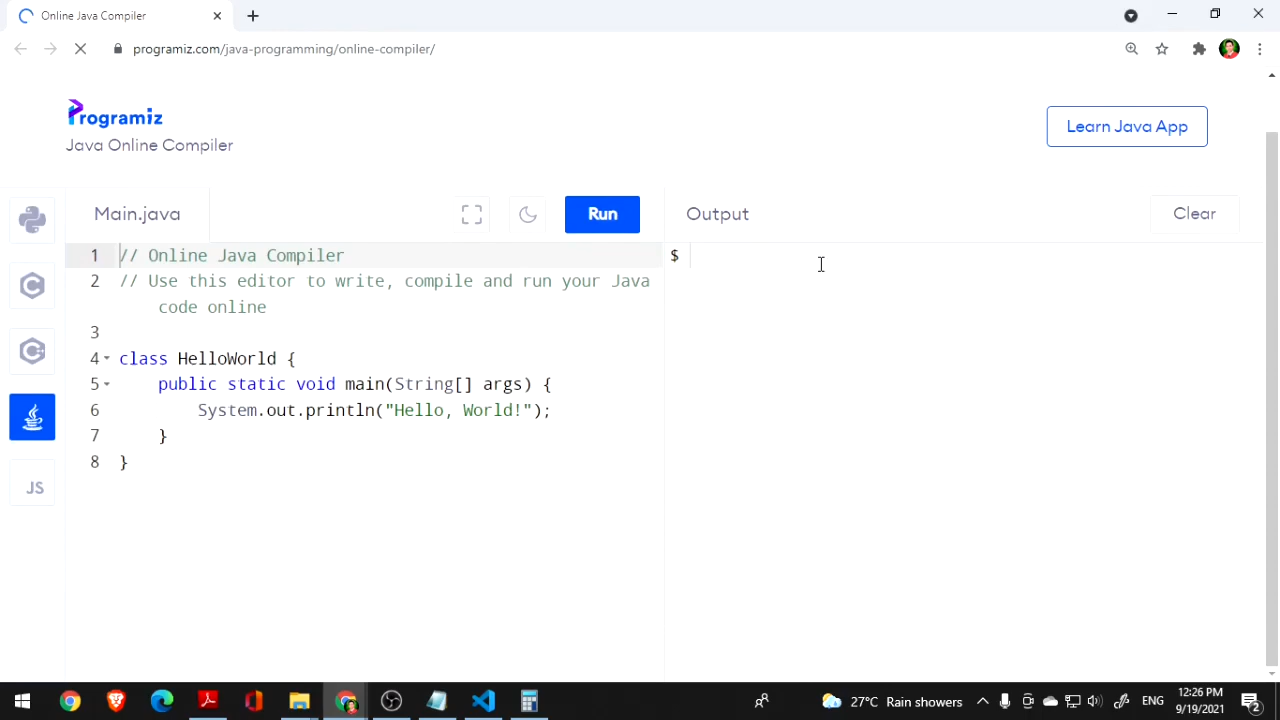 Online Java Compiler
programiz.com/java-programming/online-compiler/
Programiz
Java Online Compiler
Learn Java App
Main.java
Run
Output
Clear
1 // Online Java Compiler
2 // Use this editor to write, compile and run your Java
code online
3
4 class HelloWorld {
5 public static void main(String[] args) {
6 System.out.println("Hello, World!");
7 }
8 }
$
JS
27°C Rain showers
ENG
12:26 PM
9/19/2021
2